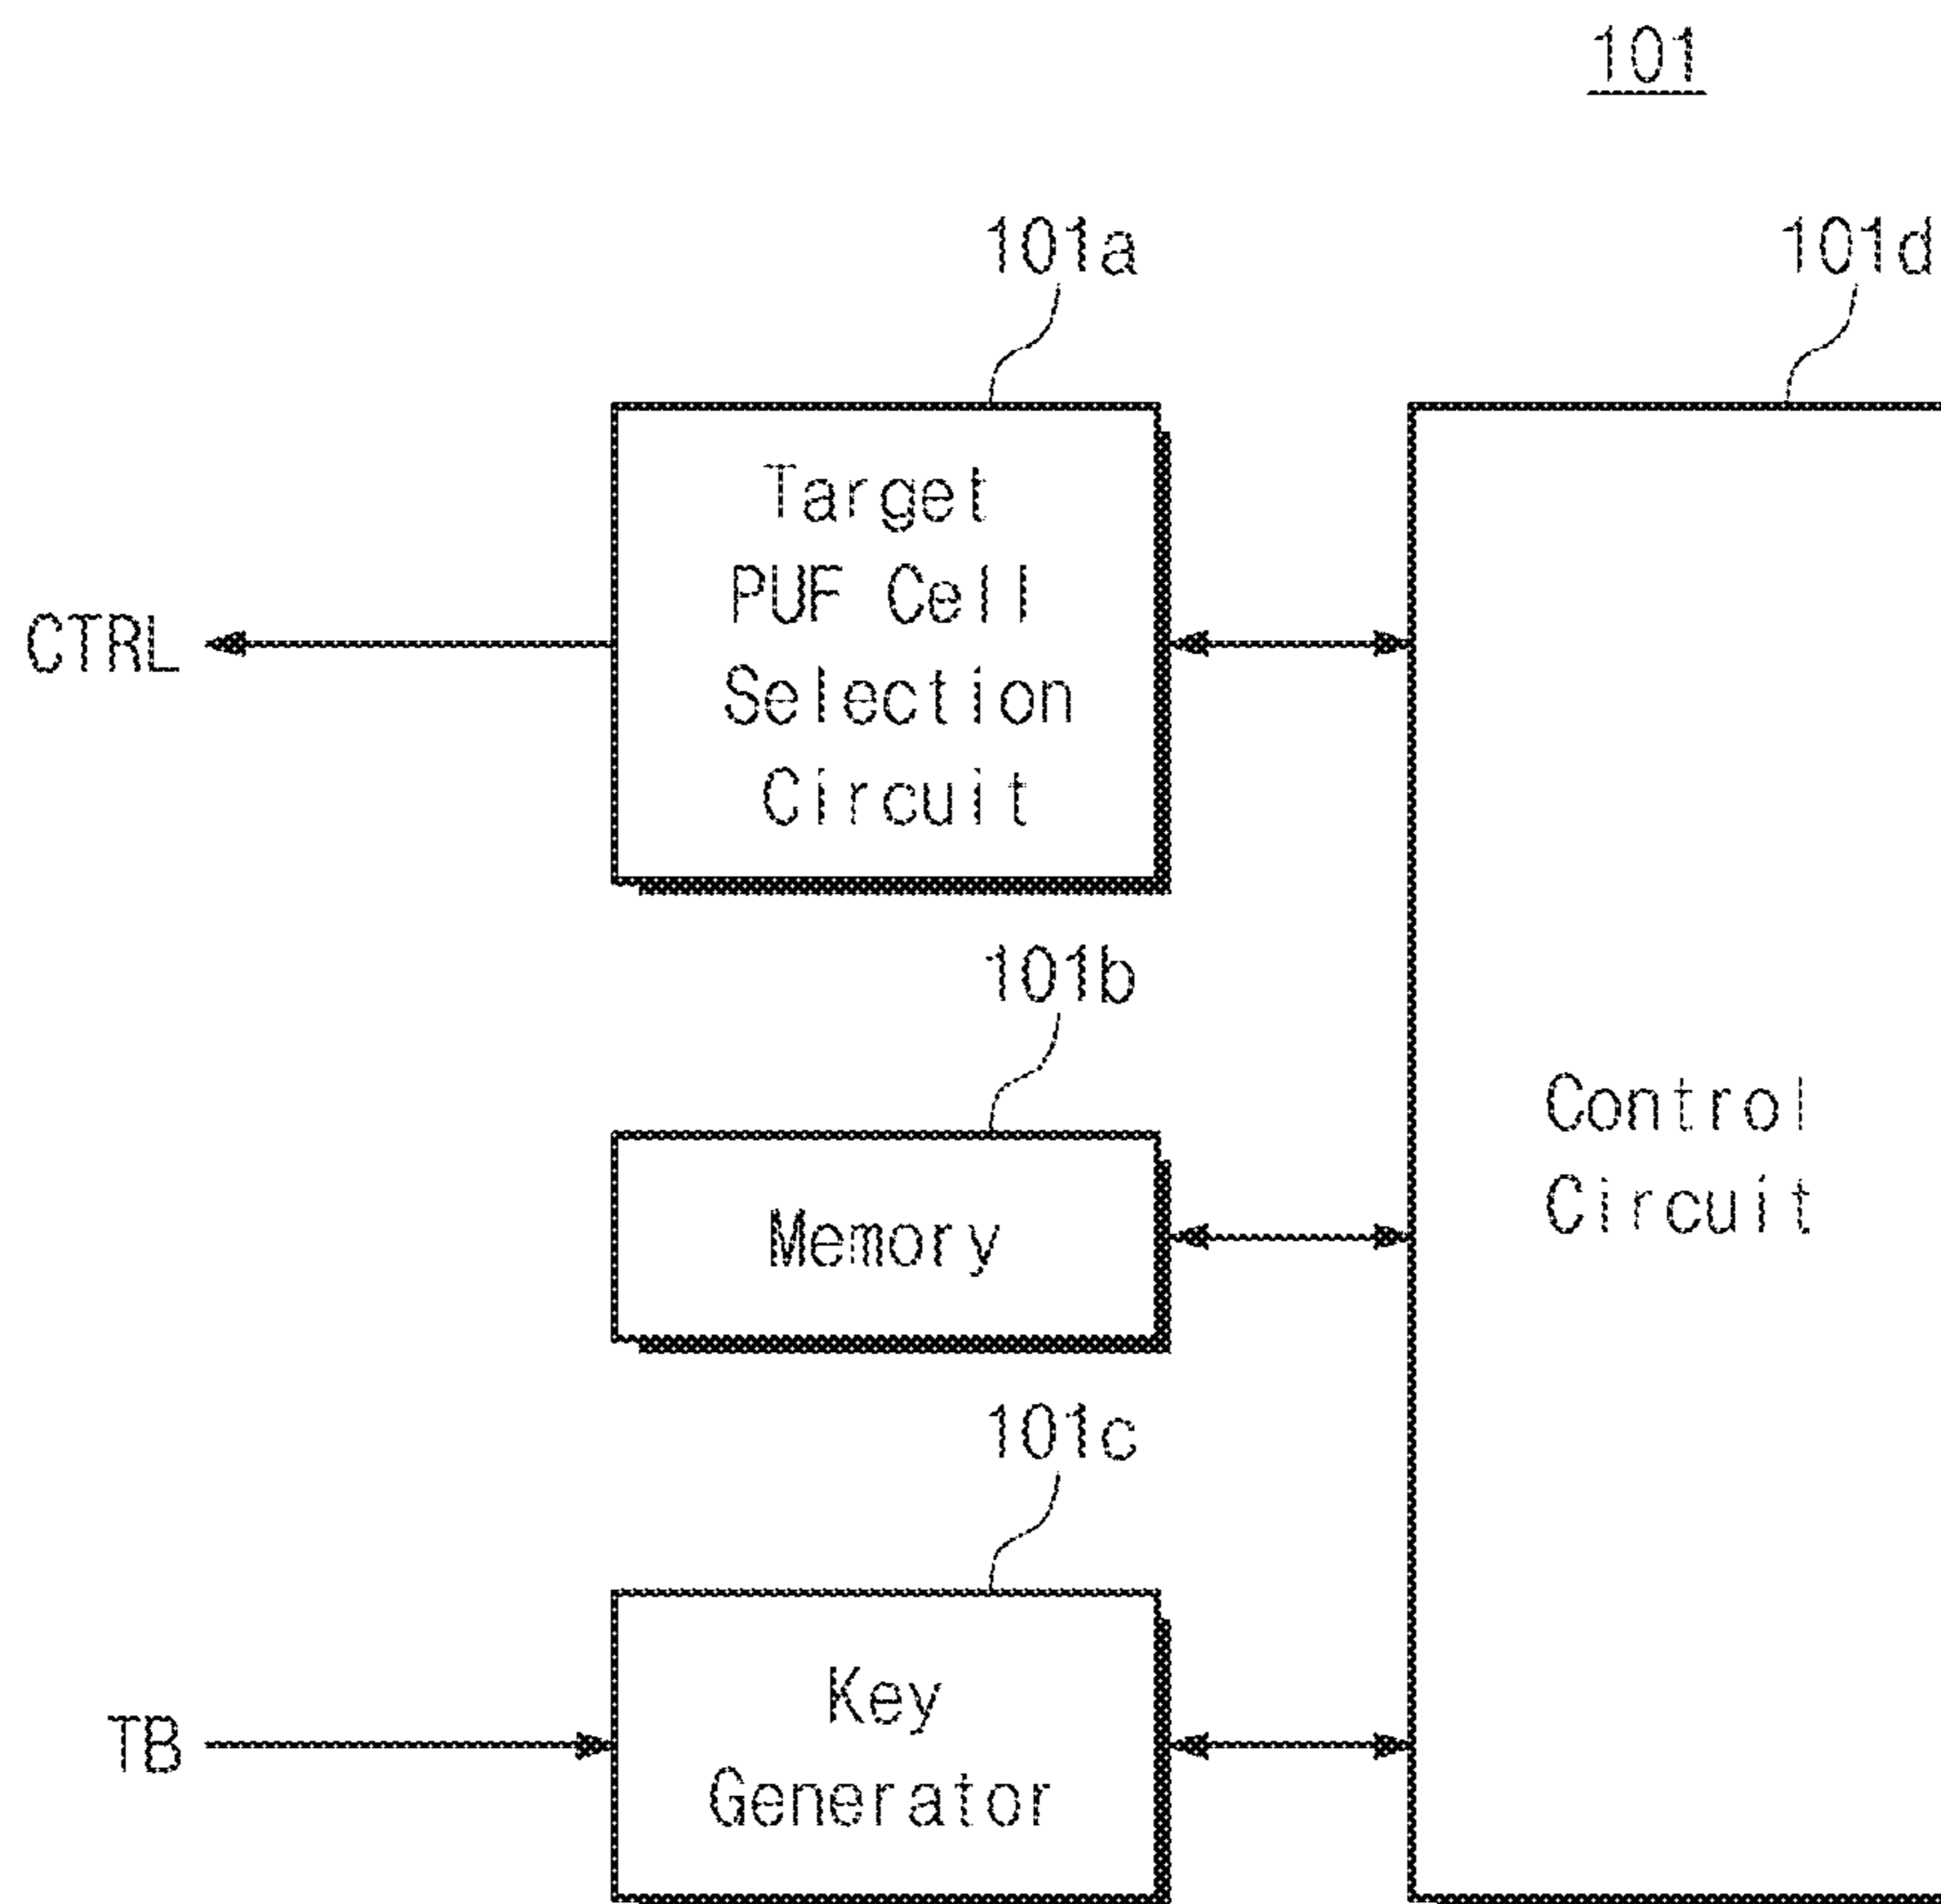 101
101a
101d
Target
PUF Cell
Selection
Circuit
CTRL
101b
Memory
Control
Circuit
101c
Key
Generator
TB